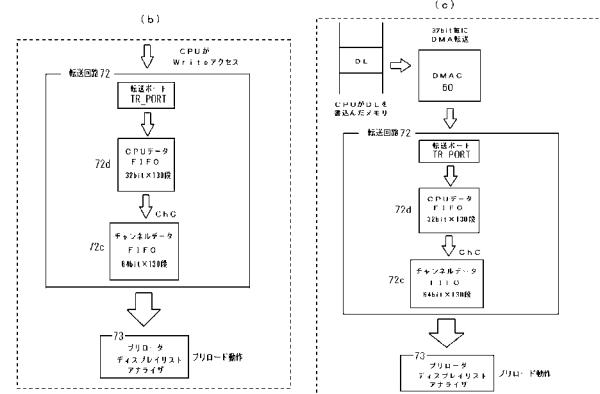 (b)
CPUが
Writeアクセス
転送回路72
転送ポート
TR_PORT
72d
CPUデータ
FIFO
32bit×130段
ChC
72c
チャンネルデータ
FIFO
64bit×130段
73
プリローダ
ディスプレイリスト
アナライザ
プリロード動作
(c)
32bit毎に
DMA転送
DL
DMAC
60
CPUがDLを
書込んだメモリ
転送回路72
転送ポート
TR_PORT
72d
CPUデータ
FIFO
32bit×130段
ChC
72c
チャンネルデータ
FIFO
64bit×130段
73
プリローダ
ディスプレイリスト
アナライザ
プリロード動作